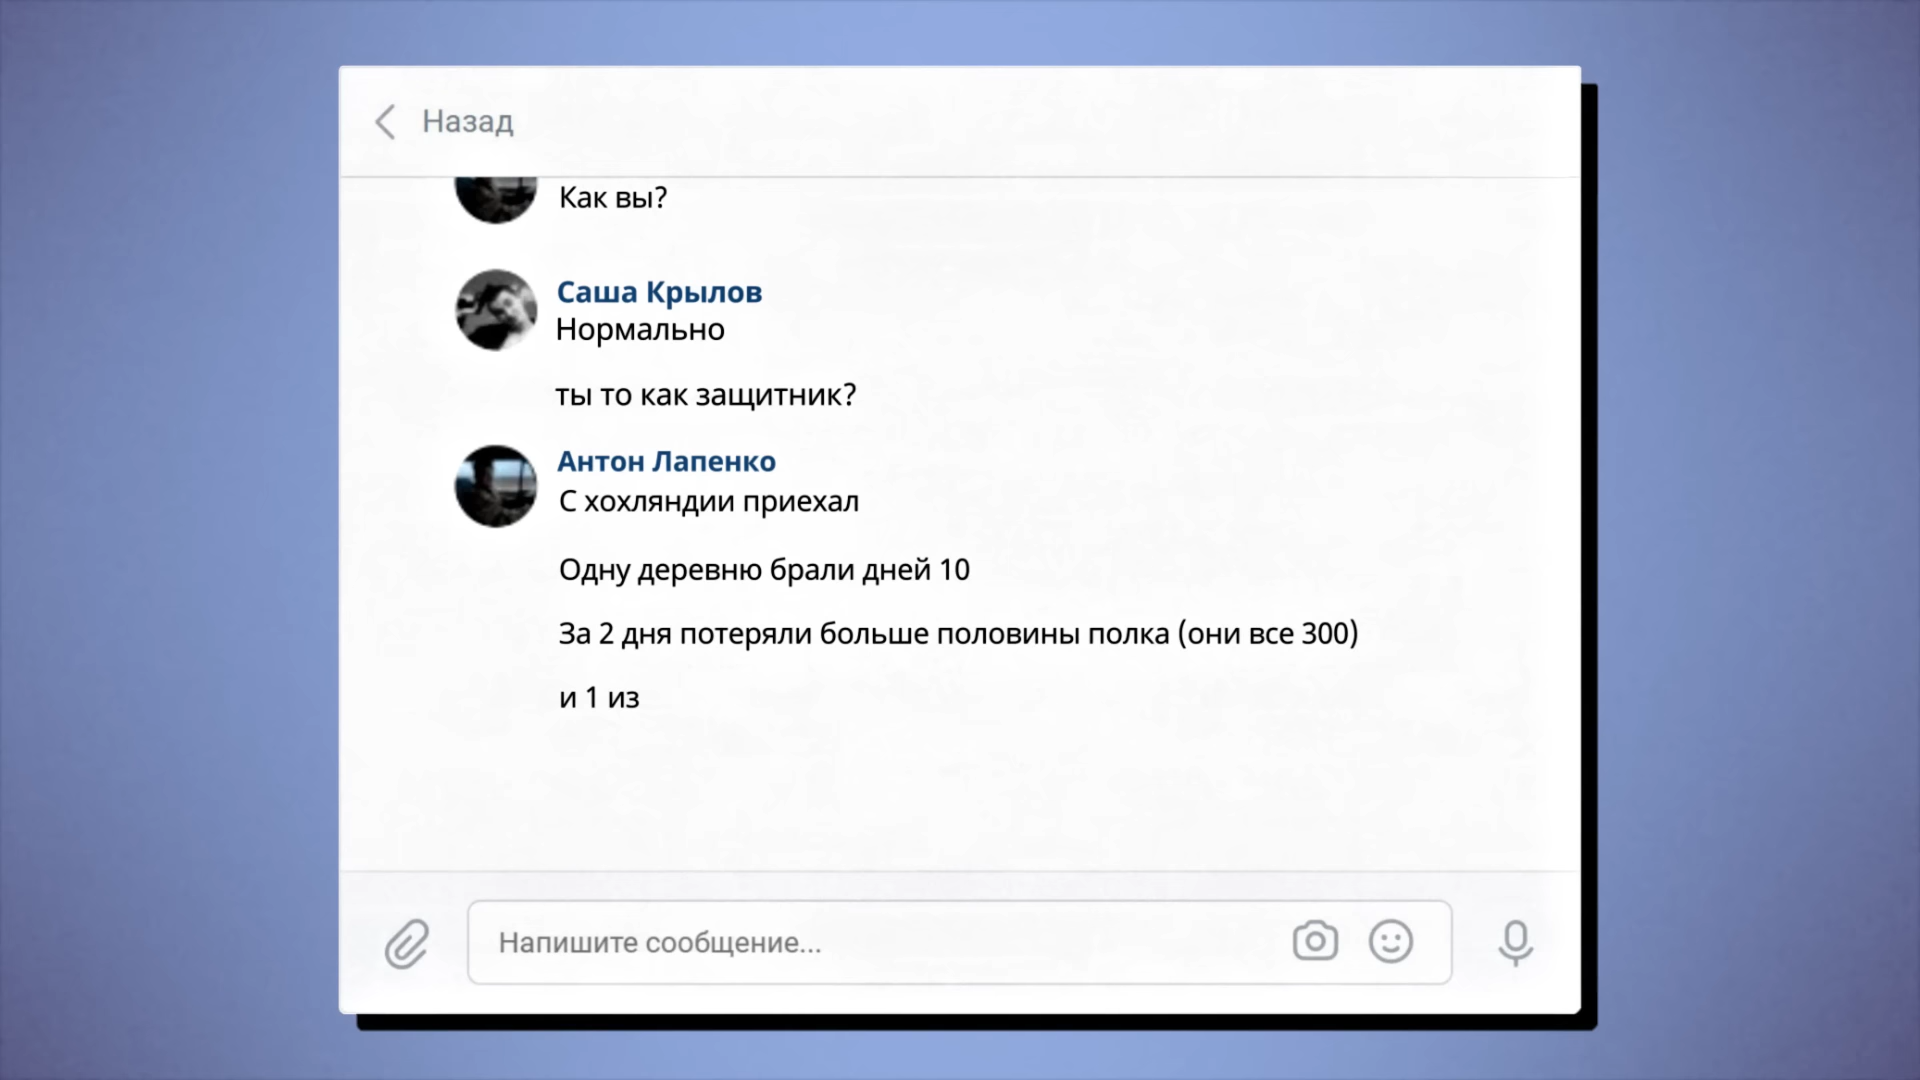 Назад
Как вы?
Саша Крылов
Нормально
ты то как защитник?
Антон Лапенко
С хохляндии приехал
Одну деревню брали дней 10
За 2 дня потеряли больше половины полка (они все 300)
и 1 из
Напишите сообщение...